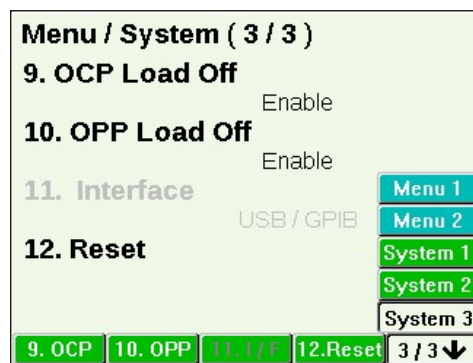 Menu / System ( 3 / 3 )
9. OCP Load Off
Enable
10. OPP Load Off
Enable
11. Interface
USB / GPIB
12. Reset
Menu 1
Menu 2
System 1
System 2
System 3
9. OCP
10. OPP
11. I / F
12.Reset
3 / 3